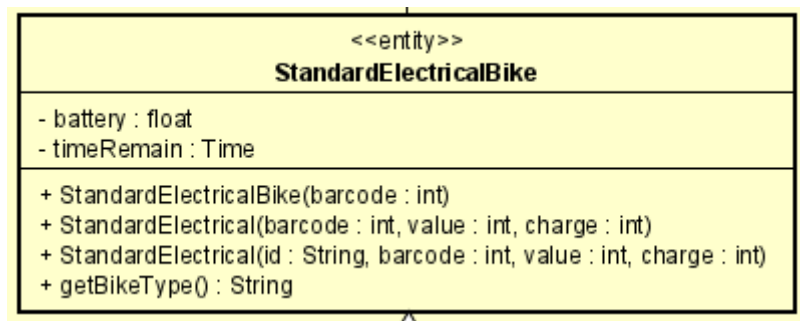 <<entity>>
StandardElectricalBike
- battery : float
- timeRemain : Time
+ StandardElectricalBike(barcode : int)
+ StandardElectrical(barcode : int, value : int, charge : int)
+ StandardElectrical(id : String, barcode : int, value : int, charge : int)
+ getBikeType() : String